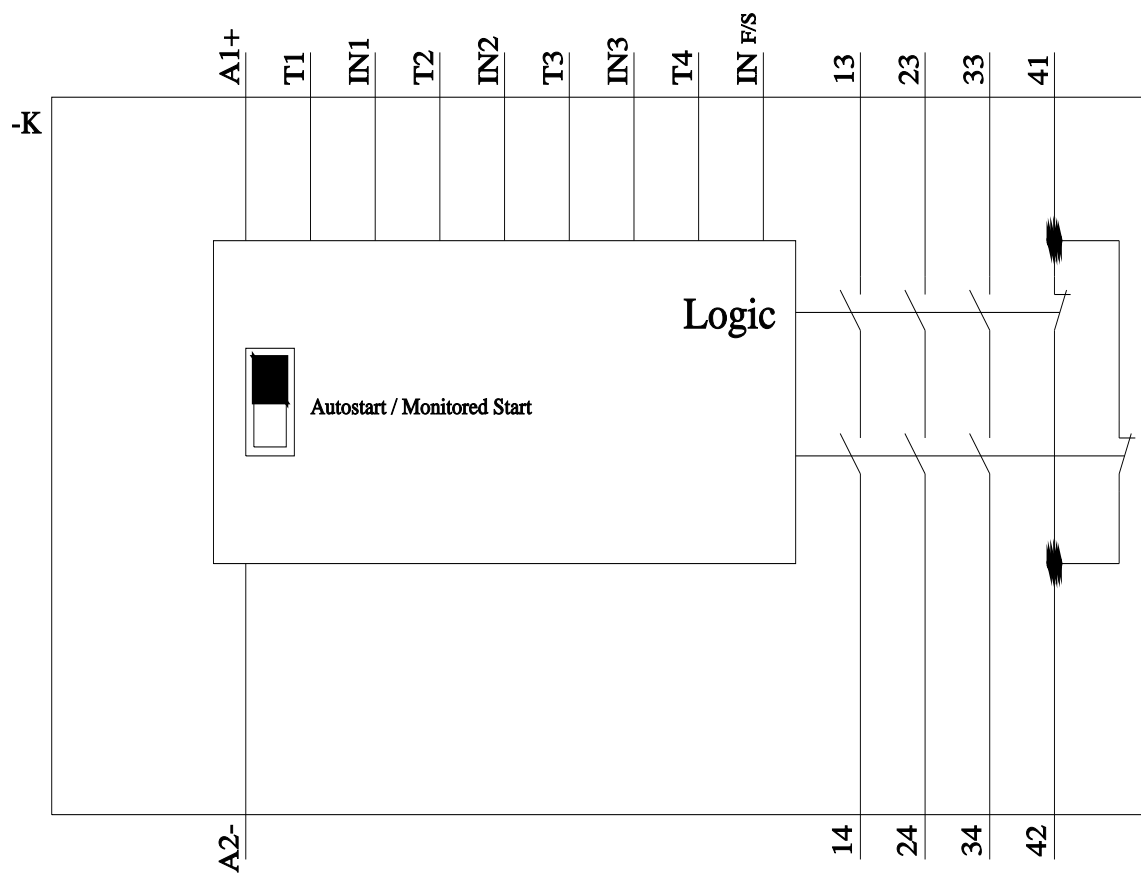 A1+
T1
IN1
T2
IN2
T3
IN3
T4
IN F/S
13
23
33
41
-K
Logic
Autostart / Monitored Start
A2-
14
24
34
42